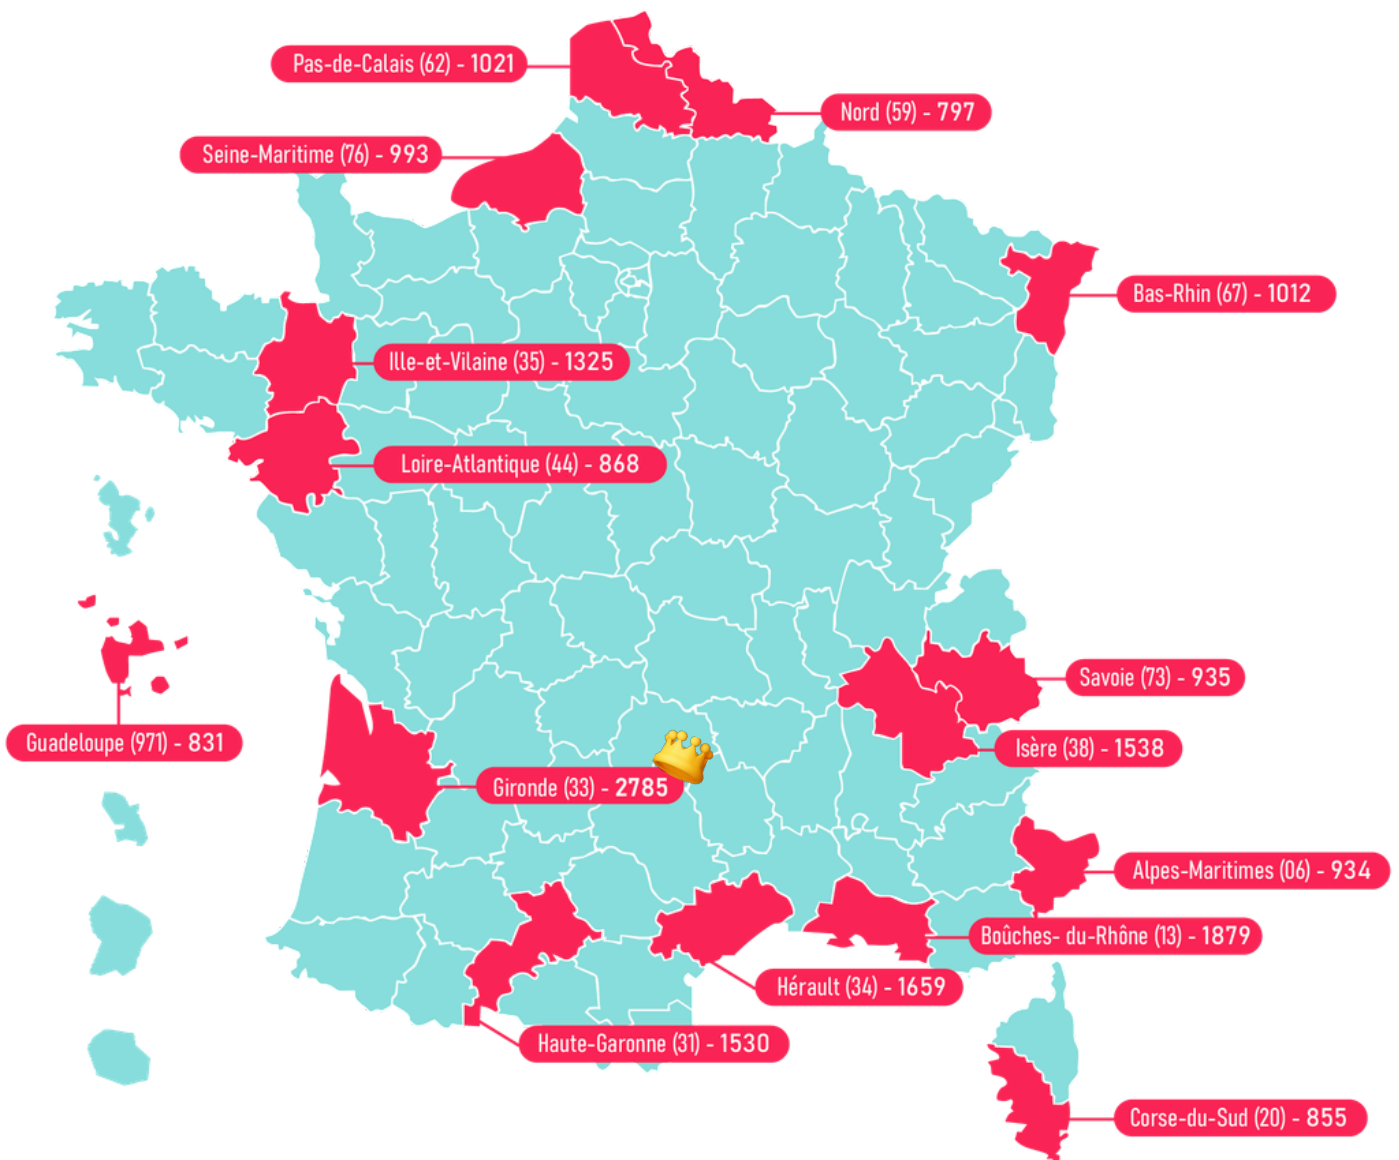 Pas-de-Calais (62) - 1021
Nord (59) - 797
Seine-Maritime (76) - 993
Bas-Rhin (67) - 1012
Ille-et-Vilaine (35) - 1325
Loire-Atlantique (44) - 868
Savoie (73) - 935
Guadeloupe (971) - 831
Isère (38) - 1538
Gironde (33) - 2785
Alpes-Maritimes (06) - 934
Boûches- du-Rhône (13) - 1879
Hérault (34) - 1659
Haute-Garonne (31) - 1530
Corse-du-Sud (20) - 855